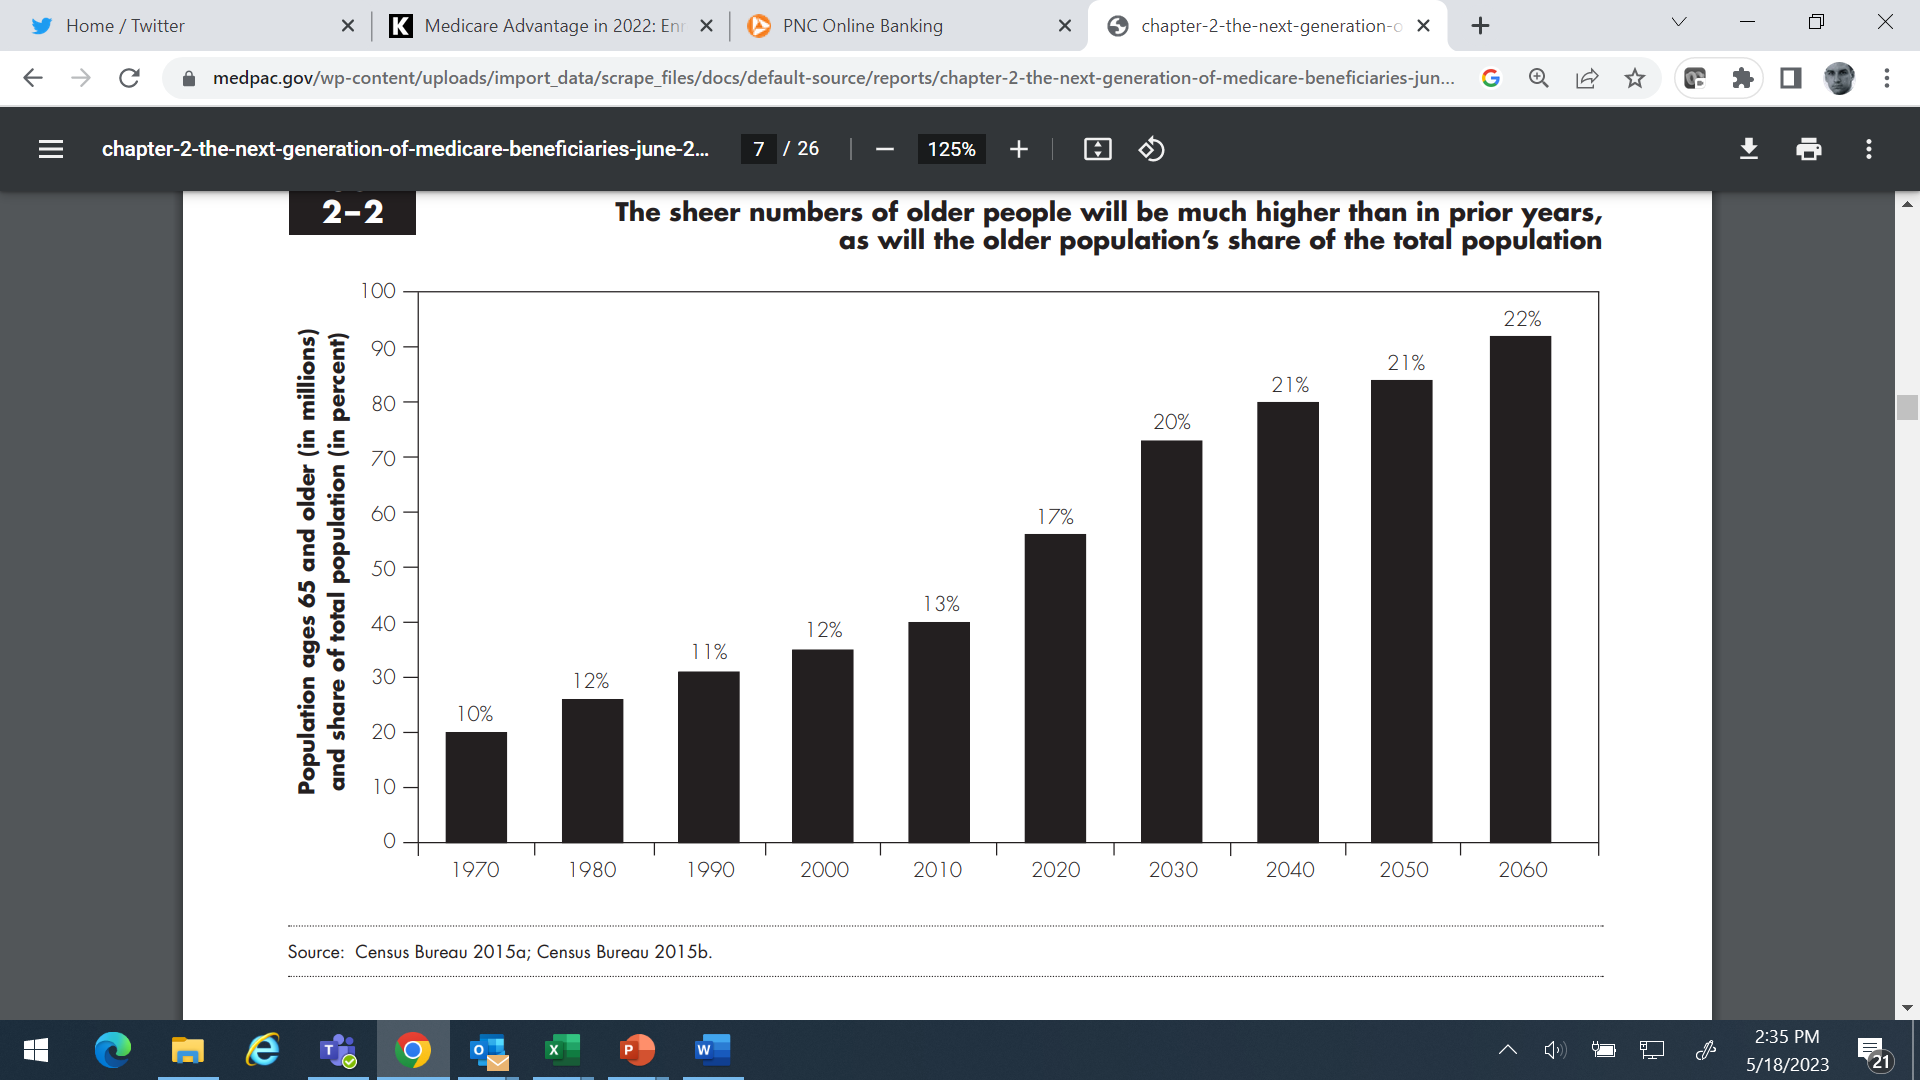 Home / Twitter
K Medicare Advantage in 2022: Enr
PNC Online Banking
chapter-2-the-next-generation-o
medpac.gov/wp-content/uploads/import_data/scrape_files/docs/default-source/reports/chapter-2-the-next-generation-of-medicare-beneficiaries-jun...
chapter-2-the-next-generation-of-medicare-beneficiaries-june-2...
7 / 26
125%
2–2
The sheer numbers of older people will be much higher than in prior years,
as will the older population’s share of the total population
Population ages 65 and older (in millions)
and share of total population (in percent)
100
90
80
70
60
50
40
30
20
10
0
10%
12%
11%
12%
13%
17%
20%
21%
21%
22%
1970 1980 1990 2000 2010 2020 2030 2040 2050 2060
Source: Census Bureau 2015a; Census Bureau 2015b.
2:35 PM
5/18/2023
21